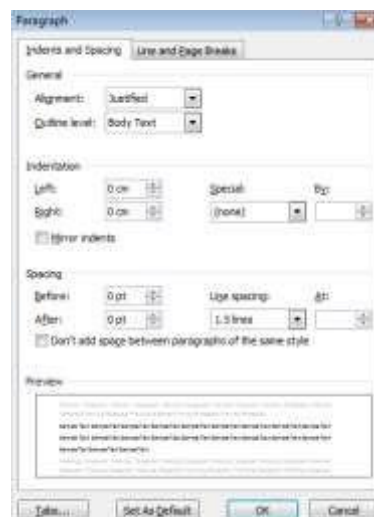 Paragraph
Indents and Spacing Line and Page Breaks
General
Alignment: Justified
Outline level: Body Text
Indentation
Left: 0 cm Special: By:
Right: 0 cm (none)
Mirror indents
Spacing
Before: 0 pt Line spacing: At:
After: 0 pt 1.5 lines
Don't add space between paragraphs of the same style
Preview
Tabs... Set As Default OK Cancel